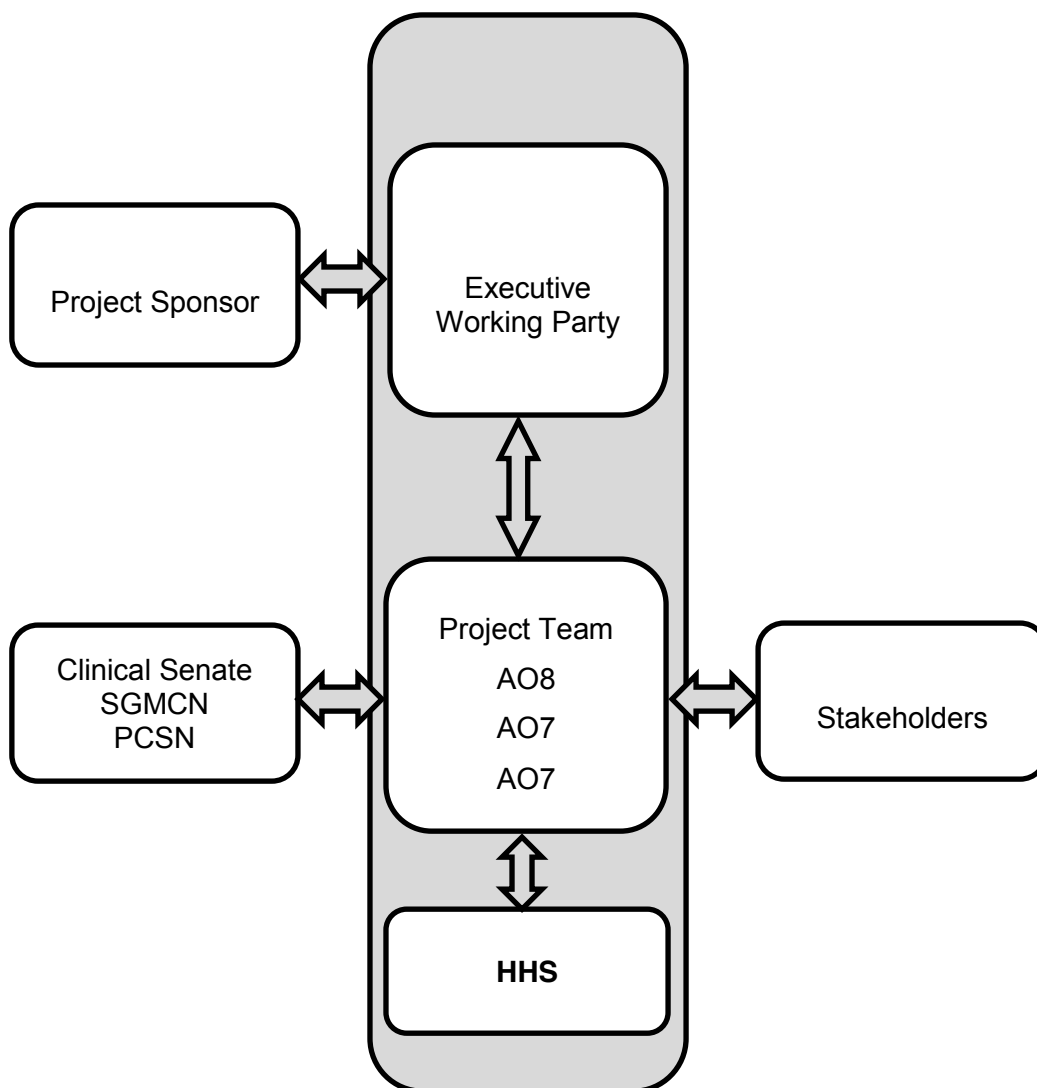 Project Sponsor
Executive
Working Party
Clinical Senate
SGMCN
PCSN
Project Team
AO8
AO7
AO7
Stakeholders
HHS